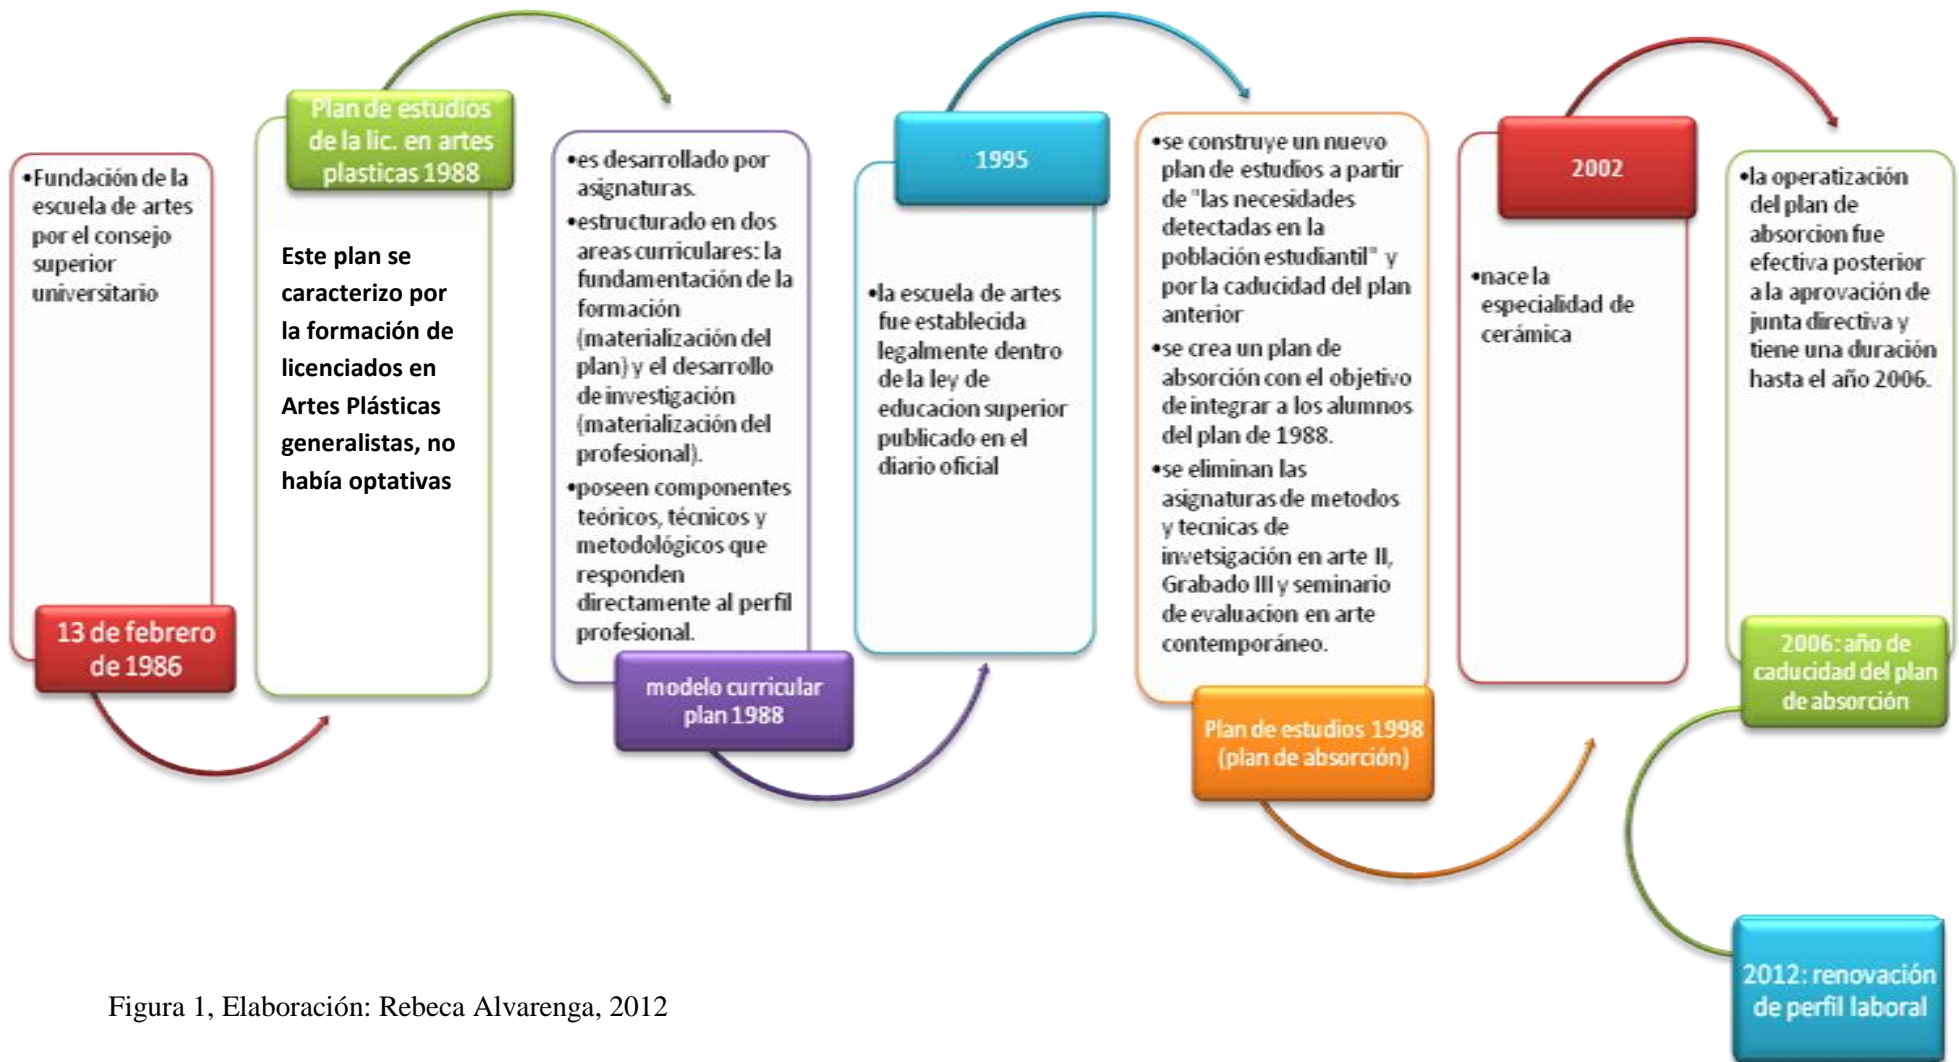 •Fundación de la
escuela de artes
por el consejo
superior
universitario
13 de febrero
de 1986
Plan de estudios
de la lic. en artes
plasticas 1988
Este plan se
caracterizo por
la formación de
licenciados en
Artes Plásticas
generalistas, no
había optativas
•es desarrollado por
asignaturas.
•estructurado en dos
areas curriculares: la
fundamentación de la
formación
(materialización del
plan) y el desarrollo
de investigación
(materialización del
profesional).
•poseen componentes
teóricos, técnicos y
metodológicos que
responden
directamente al perfil
profesional.
modelo curricular
plan 1988
1995
•la escuela de artes
fue establecida
legalmente dentro
de la ley de
educacion superior
publicado en el
diario oficial
•se construye un nuevo
plan de estudios a partir
de "las necesidades
detectadas en la
población estudiantil" y
por la caducidad del plan
anterior
•se crea un plan de
absorción con el objetivo
de integrar a los alumnos
del plan de 1988.
•se eliminan las
asignaturas de metodos
y tecnicas de
invetsigación en arte II,
Grabado III y seminario
de evaluacion en arte
contemporáneo.
Plan de estudios 1998
(plan de absorción)
2002
•nace la
especialidad de
cerámica
•la operatización
del plan de
absorcion fue
efectiva posterior
a la aprovación de
junta directiva y
tiene una duración
hasta el año 2006.
2006: año de
caducidad del plan
de absorción
2012: renovación
de perfil laboral
Figura 1, Elaboración: Rebeca Alvarenga, 2012